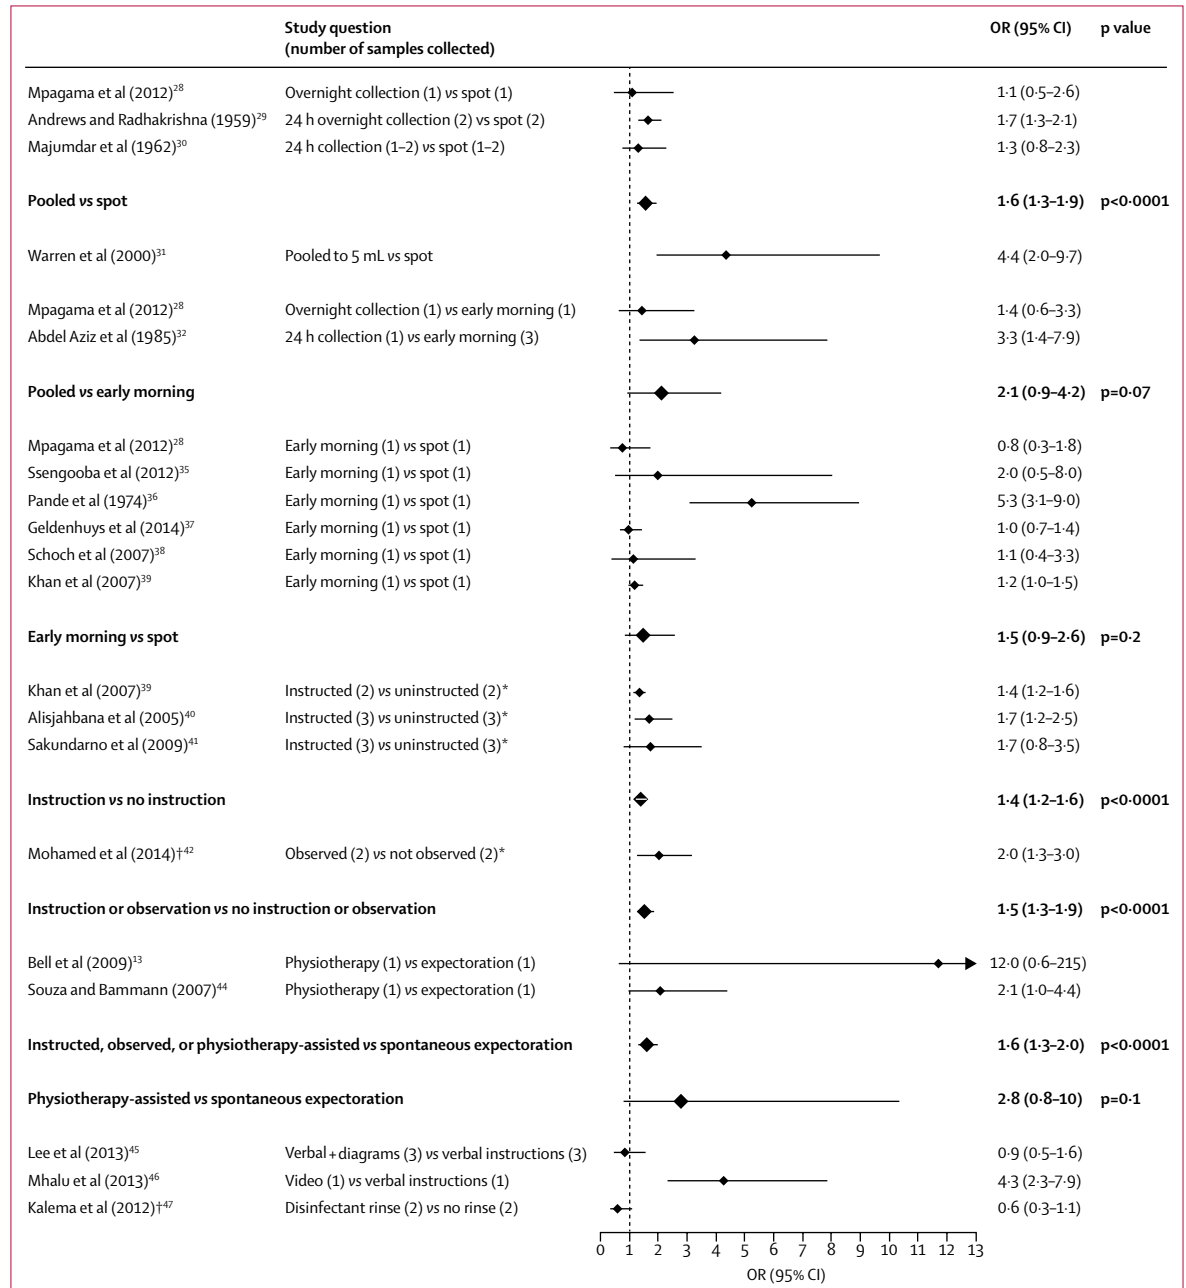 Study question OR (95% CI) p value
(number of samples collected)
Mpagama et al (2012)²⁸ Overnight collection (1) vs spot (1) 1·1 (0·5–2·6)
Andrews and Radhakrishna (1959)²⁹ 24 h overnight collection (2) vs spot (2) 1·7 (1·3–2·1)
Majumdar et al (1962)³⁰ 24 h collection (1–2) vs spot (1–2) 1·3 (0·8–2·3)
Pooled vs spot 1·6 (1·3–1·9) p<0·0001
Warren et al (2000)³¹ Pooled to 5 mL vs spot 4·4 (2·0–9·7)
Mpagama et al (2012)²⁸ Overnight collection (1) vs early morning (1) 1·4 (0·6–3·3)
Abdel Aziz et al (1985)³² 24 h collection (1) vs early morning (3) 3·3 (1·4–7·9)
Pooled vs early morning 2·1 (0·9–4·2) p=0·07
Mpagama et al (2012)²⁸ Early morning (1) vs spot (1) 0·8 (0·3–1·8)
Ssengooba et al (2012)³⁵ Early morning (1) vs spot (1) 2·0 (0·5–8·0)
Pande et al (1974)³⁶ Early morning (1) vs spot (1) 5·3 (3·1–9·0)
Geldenhuys et al (2014)³⁷ Early morning (1) vs spot (1) 1·0 (0·7–1·4)
Schoch et al (2007)³⁸ Early morning (1) vs spot (1) 1·1 (0·4–3·3)
Khan et al (2007)³⁹ Early morning (1) vs spot (1) 1·2 (1·0–1·5)
Early morning vs spot 1·5 (0·9–2·6) p=0·2
Khan et al (2007)³⁹ Instructed (2) vs uninstructed (2)* 1·4 (1·2–1·6)
Alisjahbana et al (2005)⁴⁰ Instructed (3) vs uninstructed (3)* 1·7 (1·2–2·5)
Sakundarno et al (2009)⁴¹ Instructed (3) vs uninstructed (3)* 1·7 (0·8–3·5)
Instruction vs no instruction 1·4 (1·2–1·6) p<0·0001
Mohamed et al (2014)†⁴² Observed (2) vs not observed (2)* 2·0 (1·3–3·0)
Instruction or observation vs no instruction or observation 1·5 (1·3–1·9) p<0·0001
Bell et al (2009)¹³ Physiotherapy (1) vs expectoration (1) 12·0 (0·6–215)
Souza and Bammann (2007)⁴⁴ Physiotherapy (1) vs expectoration (1) 2·1 (1·0–4·4)
Instructed, observed, or physiotherapy-assisted vs spontaneous expectoration 1·6 (1·3–2·0) p<0·0001
Physiotherapy-assisted vs spontaneous expectoration 2·8 (0·8–10) p=0·1
Lee et al (2013)⁴⁵ Verbal+diagrams (3) vs verbal instructions (3) 0·9 (0·5–1·6)
Mhalu et al (2013)⁴⁶ Video (1) vs verbal instructions (1) 4·3 (2·3–7·9)
Kalema et al (2012)†⁴⁷ Disinfectant rinse (2) vs no rinse (2) 0·6 (0·3–1·1)
0 1 2 3 4 5 6 7 8 9 10 11 12 13
OR (95% CI)